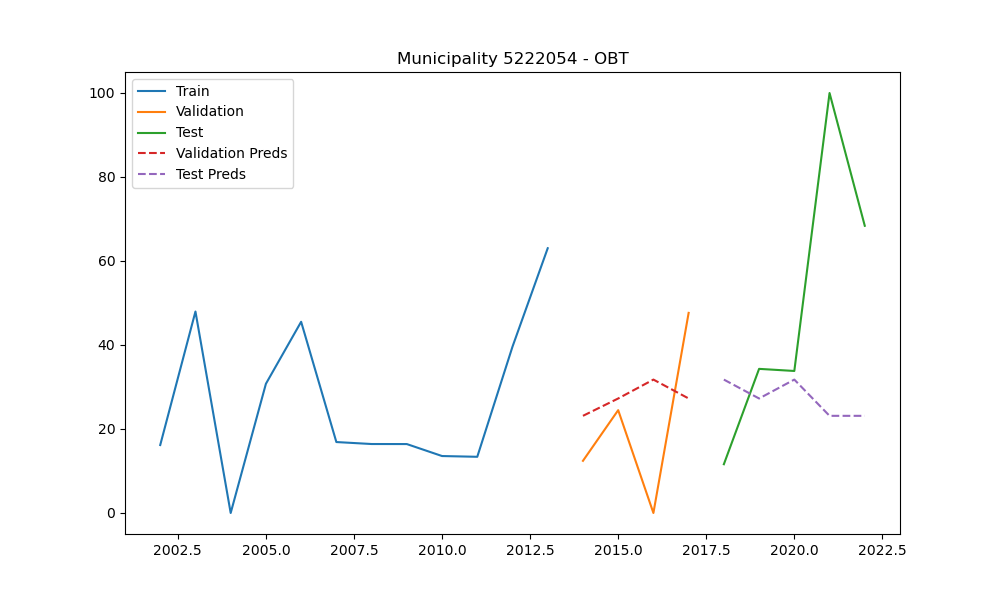 Municipality 5222054 - OBT
Train
Validation
Test
Validation Preds
Test Preds
100
80
60
40
20
0
2002.5 2005.0 2007.5 2010.0 2012.5 2015.0 2017.5 2020.0 2022.5